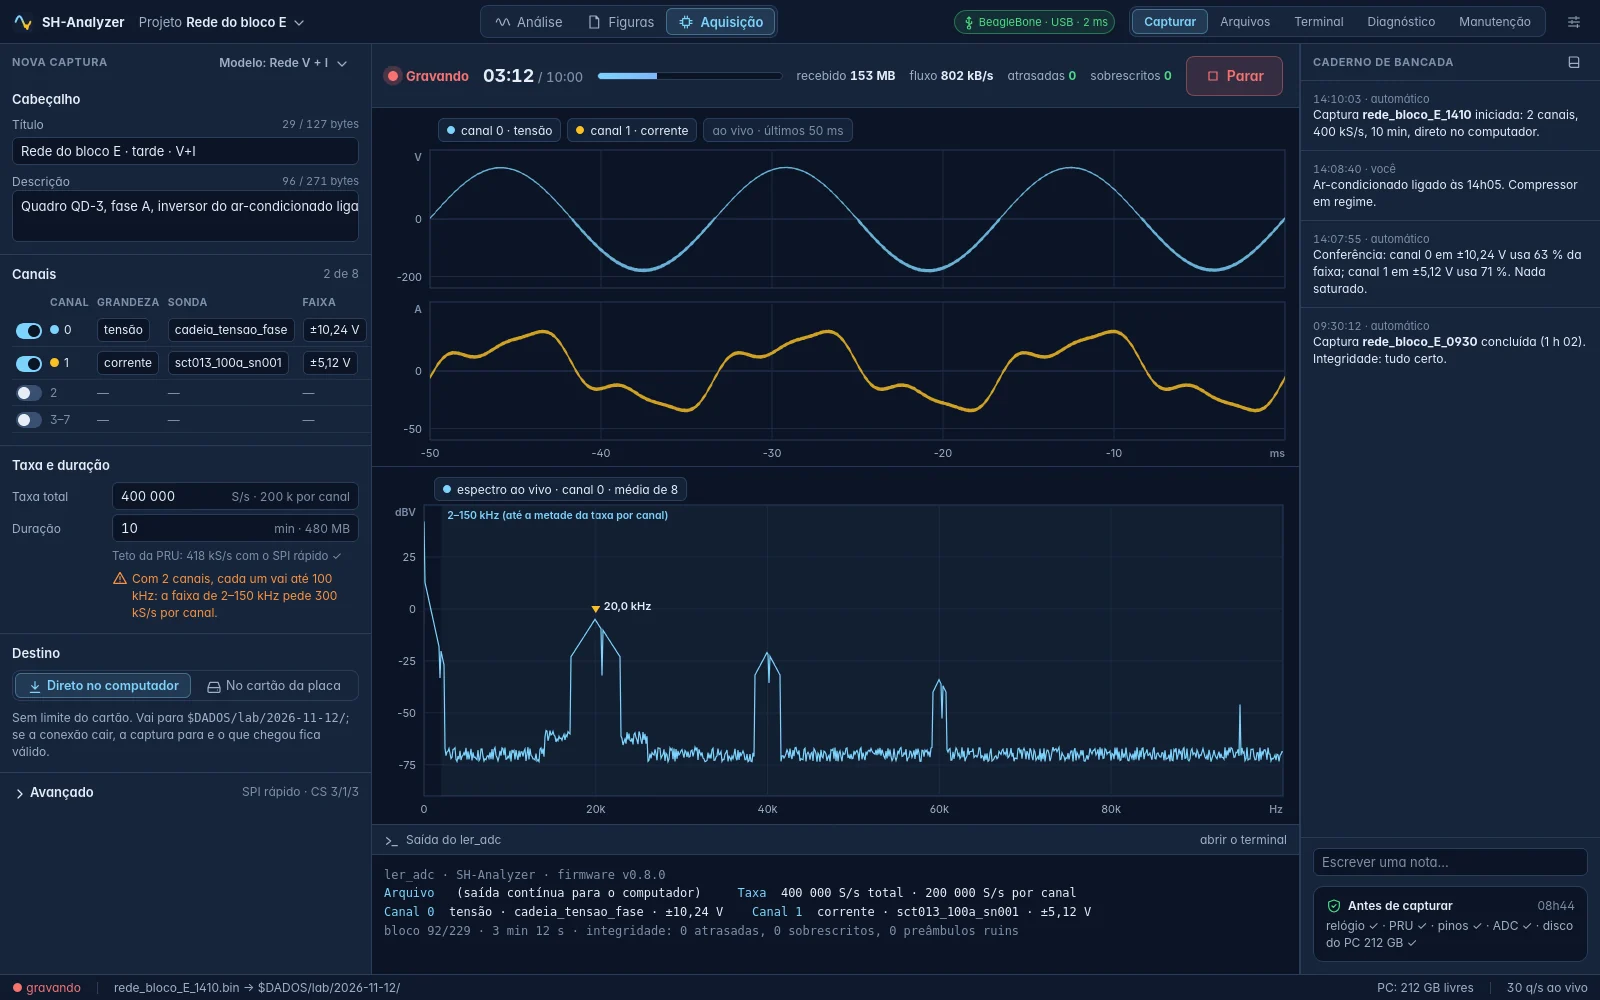 SH-Analyzer Projeto Rede do bloco E
Análise Figuras Aquisição
BeagleBone · USB · 2 ms
Capturar Arquivos Terminal Diagnóstico Manutenção
NOVA CAPTURA Modelo: Rede V + I
Cabeçalho
Título 29 / 127 bytes
Rede do bloco E · tarde · V+I
Descrição 96 / 271 bytes
Quadro QD-3, fase A, inversor do ar-condicionado liga
Canais 2 de 8
CANAL GRANDEZA SONDA FAIXA
0 tensão cadeia_tensao_fase ±10,24 V
1 corrente sct013_100a_sn001 ±5,12 V
2 — — —
3–7 — — —
Taxa e duração
Taxa total 400 000 S/s · 200 k por canal
Duração 10 min · 480 MB
Teto da PRU: 418 kS/s com o SPI rápido ✓
Com 2 canais, cada um vai até 100
kHz: a faixa de 2–150 kHz pede 300
kS/s por canal.
Destino
Direto no computador No cartão da placa
Sem limite do cartão. Vai para $DADOS/lab/2026-11-12/;
se a conexão cair, a captura para e o que chegou fica
válido.
Avançado SPI rápido · CS 3/1/3
Gravando 03:12 / 10:00 recebido 153 MB fluxo 802 kB/s atrasadas 0 sobrescritos 0 Parar
canal 0 · tensão canal 1 · corrente ao vivo · últimos 50 ms
V
0
-200
A
0
-50
-50 -40 -30 -20 -10 ms
espectro ao vivo · canal 0 · média de 8
dBV
2–150 kHz (até a metade da taxa por canal)
25
0
20,0 kHz
-25
-50
-75
0 20k 40k 60k 80k Hz
Saída do ler_adc abrir o terminal
ler_adc · SH-Analyzer · firmware v0.8.0
Arquivo (saída contínua para o computador) Taxa 400 000 S/s total · 200 000 S/s por canal
Canal 0 tensão · cadeia_tensao_fase · ±10,24 V Canal 1 corrente · sct013_100a_sn001 · ±5,12 V
bloco 92/229 · 3 min 12 s · integridade: 0 atrasadas, 0 sobrescritos, 0 preâmbulos ruins
CADERNO DE BANCADA
14:10:03 · automático
Captura rede_bloco_E_1410 iniciada: 2 canais,
400 kS/s, 10 min, direto no computador.
14:08:40 · você
Ar-condicionado ligado às 14h05. Compressor
em regime.
14:07:55 · automático
Conferência: canal 0 em ±10,24 V usa 63 % da
faixa; canal 1 em ±5,12 V usa 71 %. Nada
saturado.
09:30:12 · automático
Captura rede_bloco_E_0930 concluída (1 h 02).
Integridade: tudo certo.
Escrever uma nota...
Antes de capturar 08h44
relógio ✓ · PRU ✓ · pinos ✓ · ADC ✓ · disco
do PC 212 GB ✓
gravando rede_bloco_E_1410.bin → $DADOS/lab/2026-11-12/
PC: 212 GB livres 30 q/s ao vivo